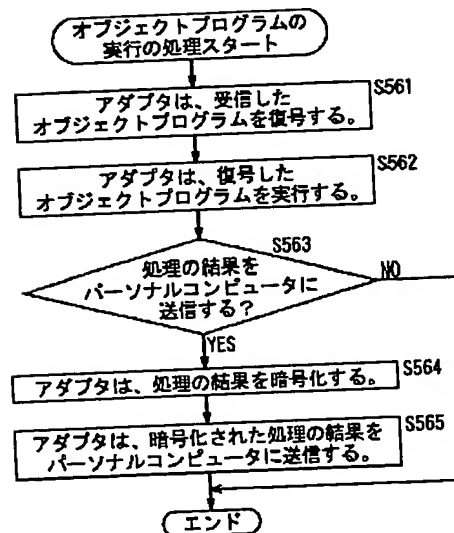 オブジェクトプログラムの
実行の処理スタート
S561
アダプタは、受信した
オブジェクトプログラムを復号する。
S562
アダプタは、復号した
オブジェクトプログラムを実行する。
S563
処理の結果を
パーソナルコンピュータに
送信する?
NO
YES
S564
アダプタは、処理の結果を暗号化する。
S565
アダプタは、暗号化された処理の結果を
パーソナルコンピュータに送信する。
エンド